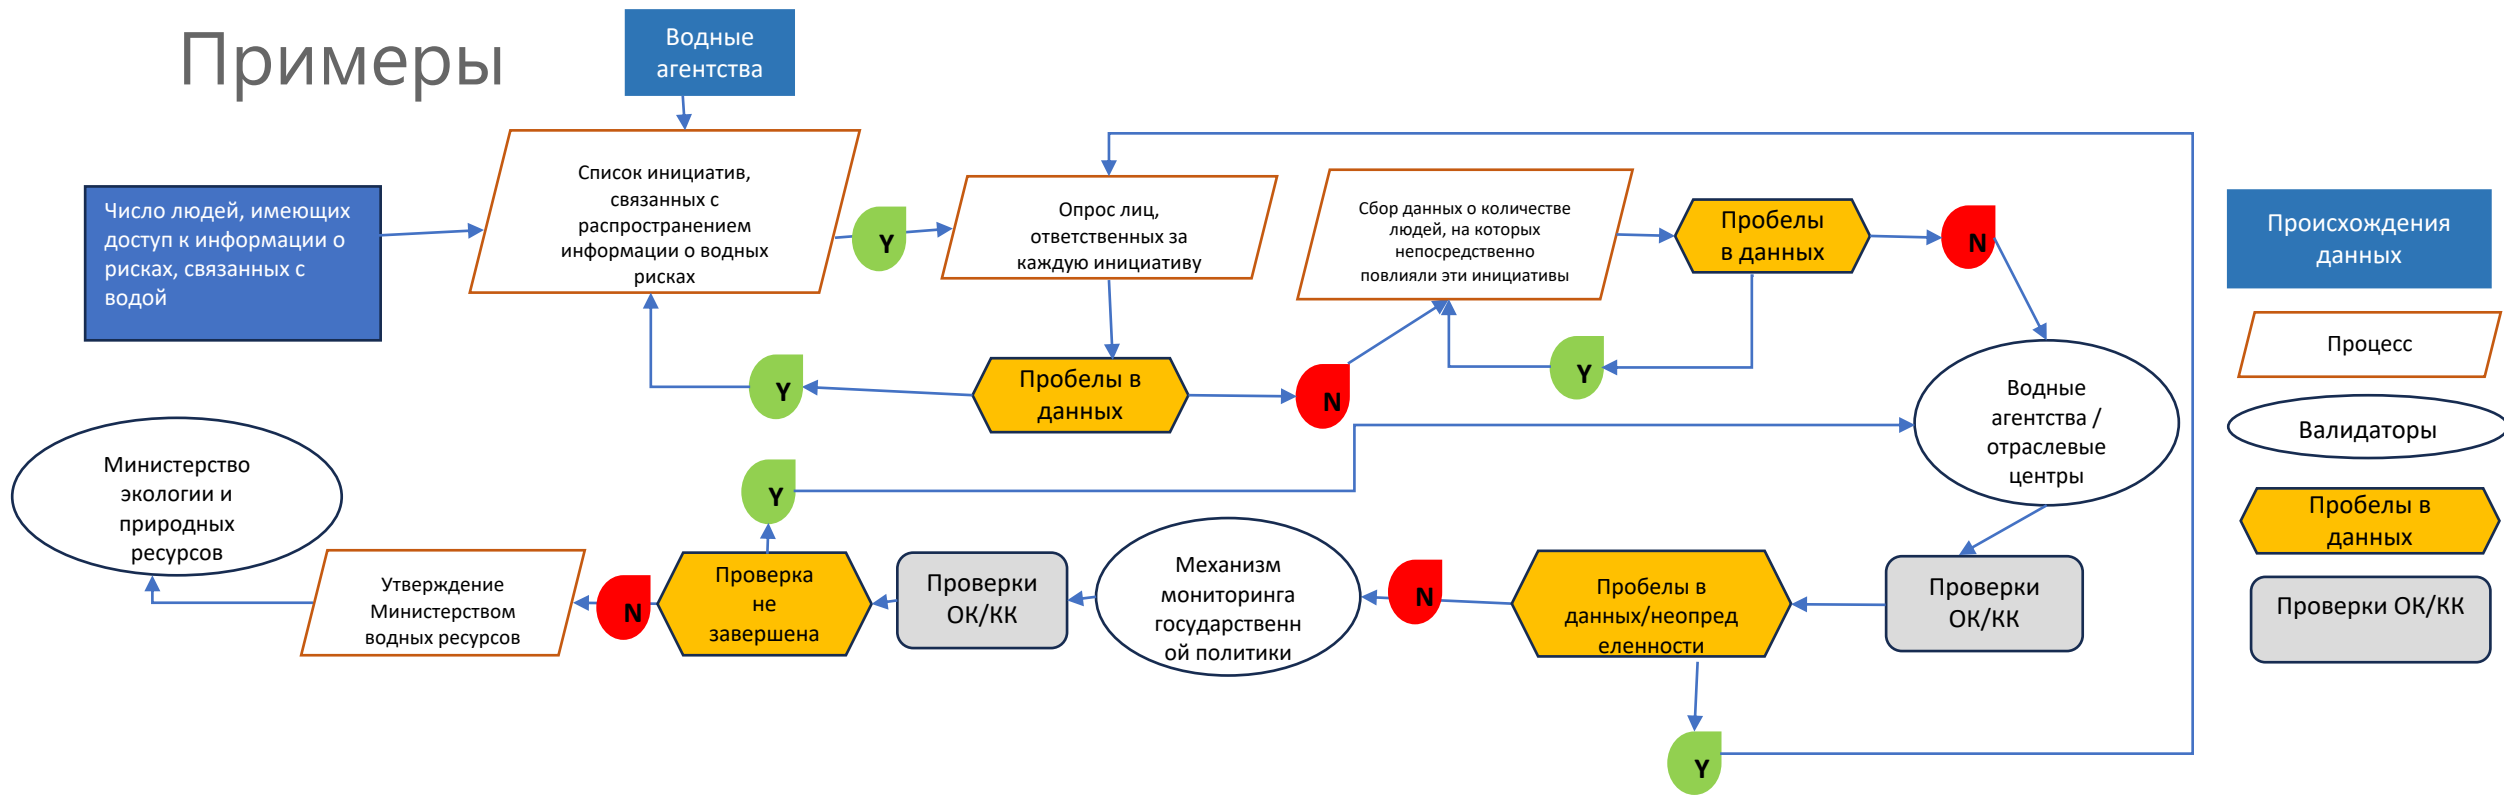 Примеры
Водные
агентства
Число людей, имеющих
доступ к информации о
рисках, связанных с
водой
Список инициатив,
связанных с
распространением
информации о водных
рисках
Y
Опрос лиц,
ответственных за
каждую инициативу
Сбор данных о количестве
людей, на которых
непосредственно
повлияли эти инициативы
Пробелы
в данных
N
Y
Пробелы в
данных
N
Y
Водные
агентства /
отраслевые
центры
Министерство
экологии и
природных
ресурсов
Y
Утверждение
Министерством
водных ресурсов
N
Проверка
не
завершена
Проверки
ОК/КК
Механизм
мониторинга
государственн
ой политики
N
Пробелы в
данных/неопред
еленности
Проверки
ОК/КК
Y
Происхождения
данных
Процесс
Валидаторы
Пробелы в
данных
Проверки ОК/КК